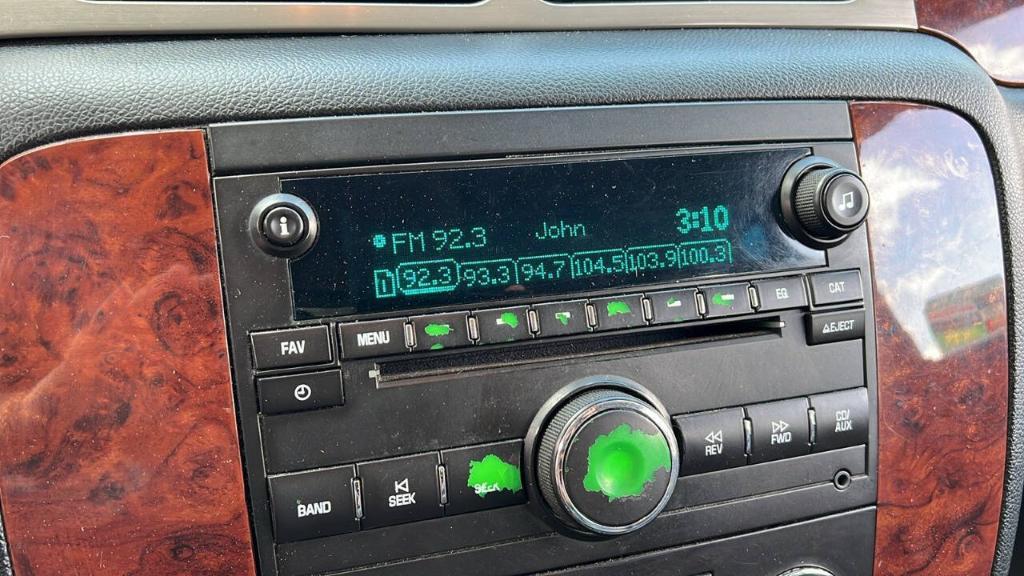 i
FM 92.3 John 3:10
1 92.3 93.3 94.7 104.5 103.9 100.3
FAV MENU EQ CAT
EJECT
BAND SEEK SEEK REV FWD CD/
AUX